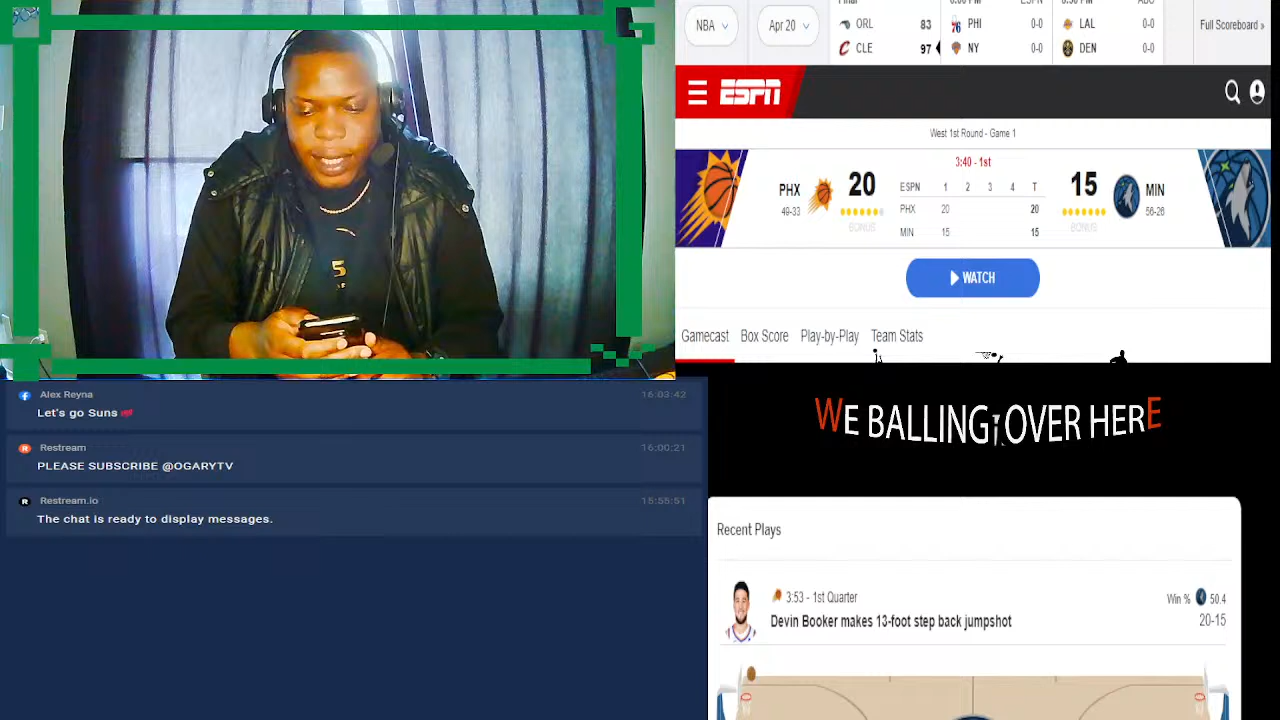 NBA
Apr 20
ORL 83
CLE 97
PHI 0-0
NY 0-0
LAL 0-0
DEN 0-0
Full Scoreboard »
ESPN
West 1st Round - Game 1
3:40 - 1st
PHX
49-33
20
BONUS
ESPN 1 2 3 4 T
PHX 20 20
MIN 15 15
15
BONUS
MIN
56-26
WATCH
Gamecast Box Score Play-by-Play Team Stats
5
Alex Reyna 16:03:42
Let's go Suns
Restream 16:00:21
PLEASE SUBSCRIBE @OGARYTV
Restream.io 15:55:51
The chat is ready to display messages.
WE BALLING OVER HERE
Recent Plays
3:53 - 1st Quarter
Devin Booker makes 13-foot step back jumpshot
Win % 50.4
20-15